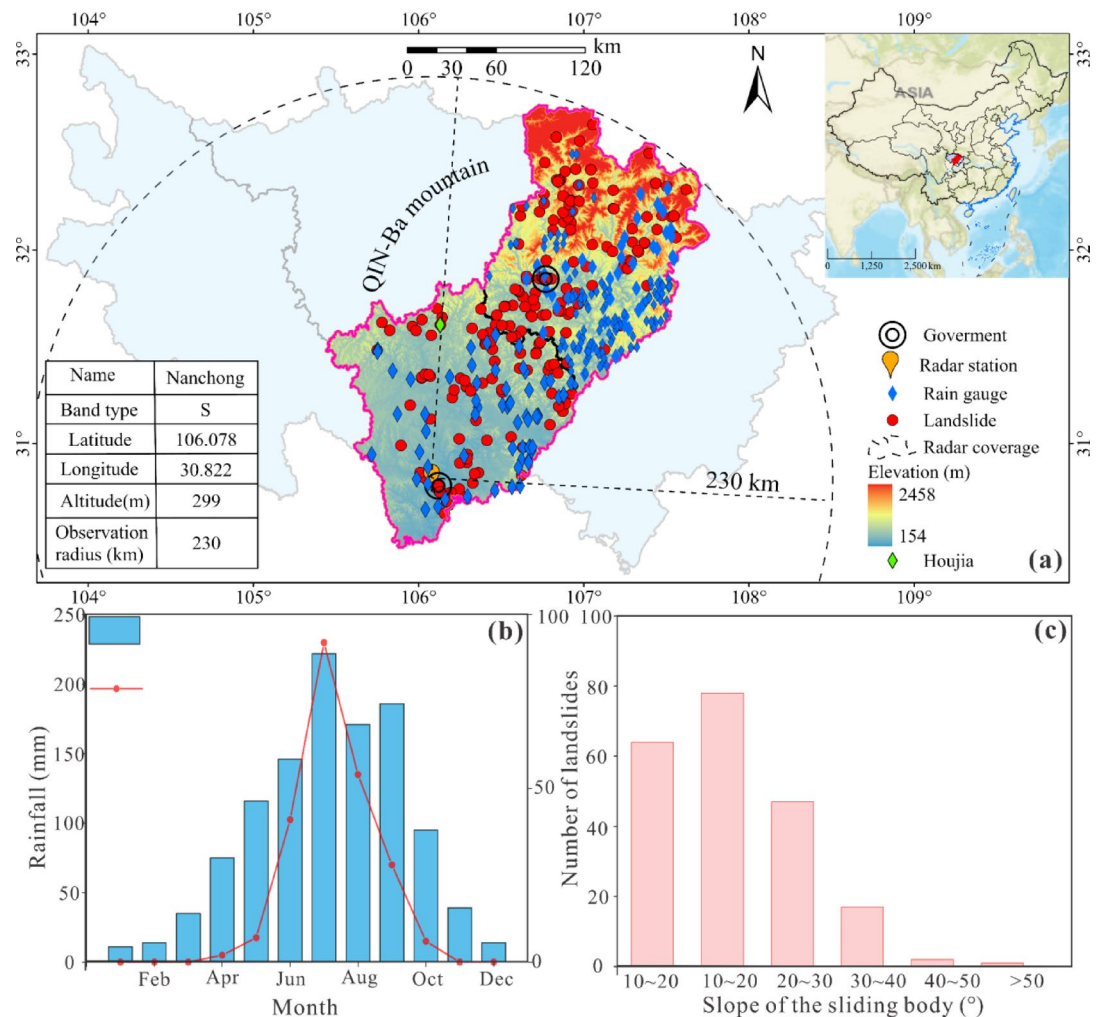 104° 105° 106° 107° 108° 109°
33°
33°
km
0 30 60 120
N
ASIA
0 1,250 2,500 km
QIN-Ba mountain
32°
32°
Goverment
Radar station
Rain gauge
Landslide
Radar coverage
Elevation (m)
2458
154
Houjia
31°
31°
230 km
Name Nanchong
Band type S
Latitude 106.078
Longitude 30.822
Altitude(m) 299
Observation
radius (km) 230
(a)
104° 105° 106° 107° 108° 109°
(b)
250
200
150
100
50
0
100
50
0
Rainfall (mm)
Feb Apr Jun Aug Oct Dec
Month
(c)
100
80
60
40
20
0
Number of landslides
10~20 10~20 20~30 30~40 40~50 >50
Slope of the sliding body (°)